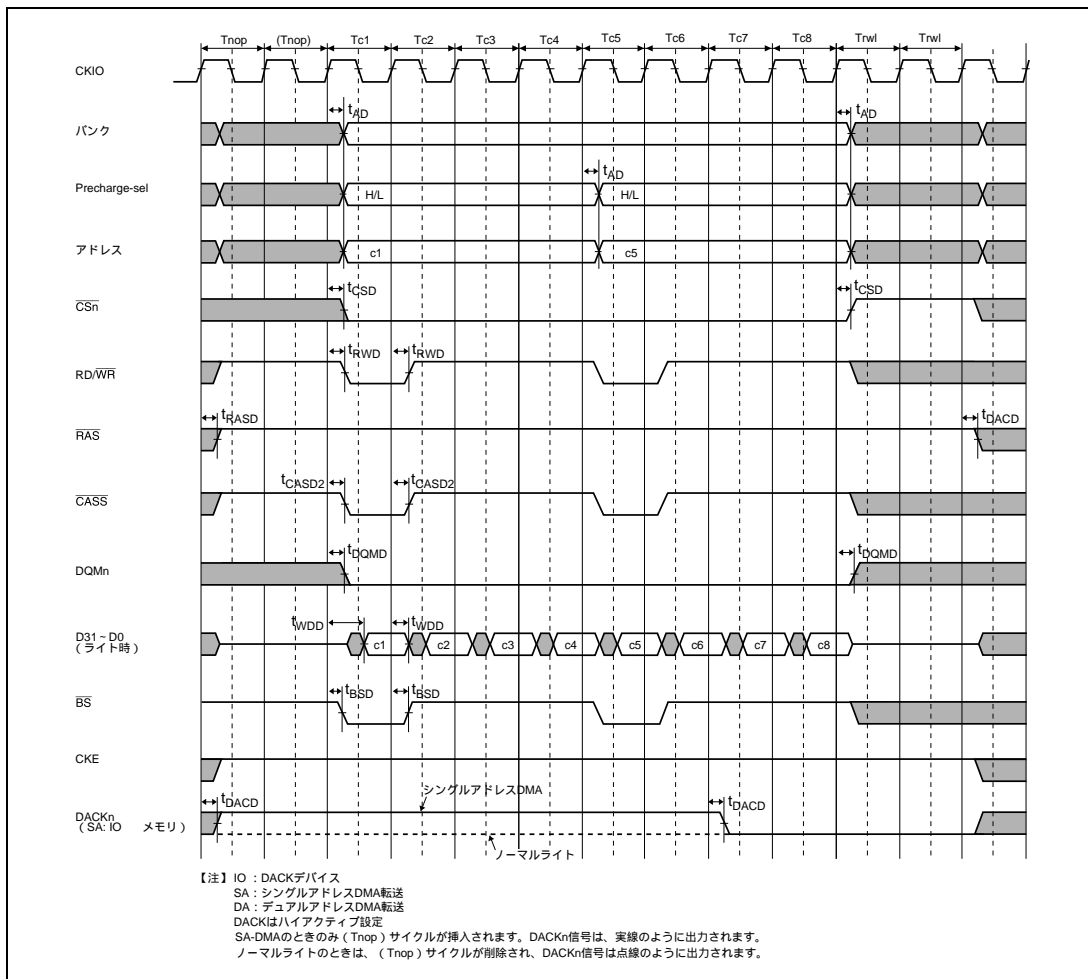 Tnop (Tnop) Tc1 Tc2 Tc3 Tc4 Tc5 Tc6 Tc7 Tc8 Trwl Trwl
CKIO
tAD tAD
バンク
tAD
Precharge-sel H/L H/L
アドレス c1 c5
tCSD tCSD
CSn
tRWD tRWD
RD/WR
tRASD tDACD
RAS
tCASD2 tCASD2
CASS
tDQMD tDQMD
DQMn
tWDD tWDD
D31~D0
(ライト時) c1 c2 c3 c4 c5 c6 c7 c8
tBSD tBSD
BS
CKE
シングルアドレスDMA
tDACD tDACD
DACKn
(SA: IO メモリ)
ノーマルライト
【注】IO :DACKデバイス
SA:シングルアドレスDMA転送
DA:デュアルアドレスDMA転送
DACKはハイアクティブ設定
SA-DMAのときのみ(Tnop)サイクルが挿入されます。DACKn信号は、実線のように出力されます。
ノーマルライトのときは、(Tnop)サイクルが削除され、DACKn信号は点線のように出力されます。